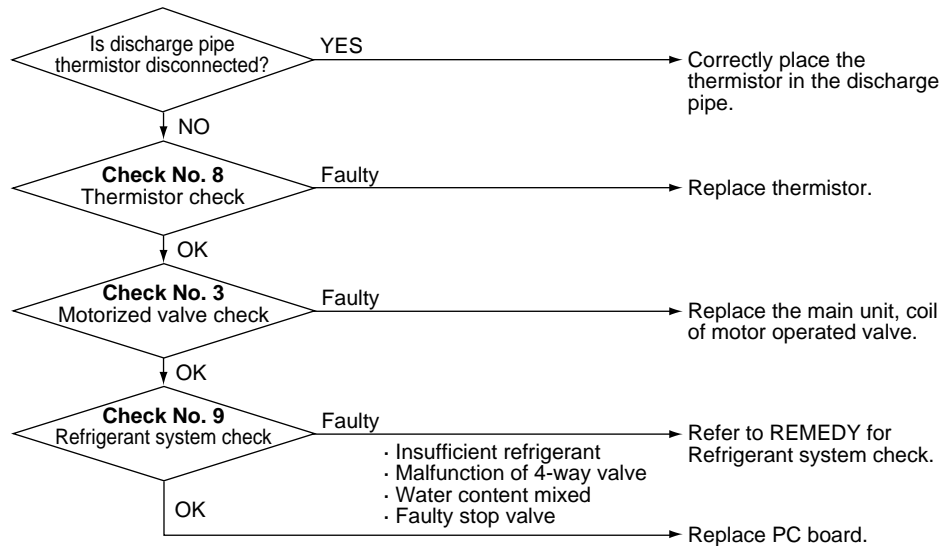 Is discharge pipe
thermistor disconnected?
YES
Correctly place the
thermistor in the discharge
pipe.
NO
Check No. 8
Thermistor check
Faulty
Replace thermistor.
OK
Check No. 3
Motorized valve check
Faulty
Replace the main unit, coil
of motor operated valve.
OK
Check No. 9
Refrigerant system check
Faulty
· Insufficient refrigerant
· Malfunction of 4-way valve
· Water content mixed
· Faulty stop valve
Refer to REMEDY for
Refrigerant system check.
OK
Replace PC board.